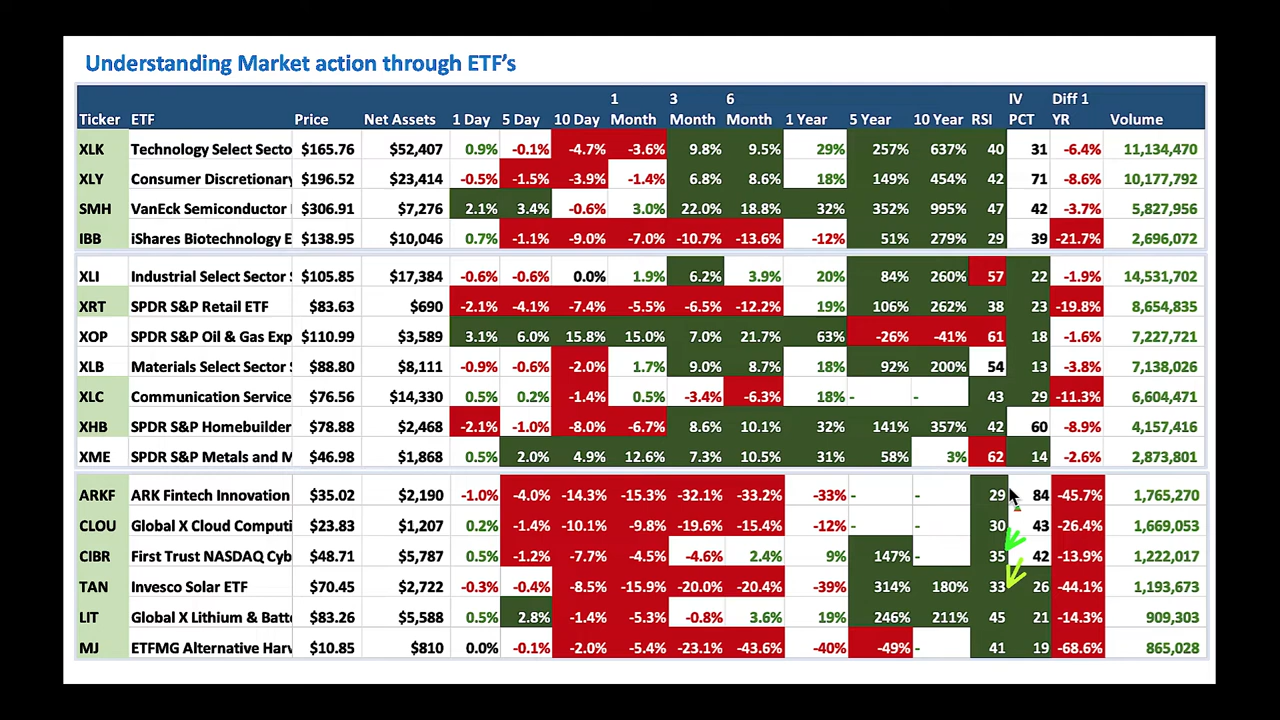 Understanding Market action through ETF's
1 3 6 IV Diff 1
Ticker ETF Price Net Assets 1 Day 5 Day 10 Day Month Month Month 1 Year 5 Year 10 Year RSI PCT YR Volume
XLK Technology Select Secto $165.76 $52,407 0.9% -0.1% -4.7% -3.6% 9.8% 9.5% 29% 257% 637% 40 31 -6.4% 11,134,470
XLY Consumer Discretionary $196.52 $23,414 -0.5% -1.5% -3.9% -1.4% 6.8% 8.6% 18% 149% 454% 42 71 -8.6% 10,177,792
SMH VanEck Semiconductor $306.91 $7,276 2.1% 3.4% -0.6% 3.0% 22.0% 18.8% 32% 352% 995% 47 42 -3.7% 5,827,956
IBB iShares Biotechnology E $138.95 $10,046 0.7% -1.1% -9.0% -7.0% -10.7% -13.6% -12% 51% 279% 29 39 -21.7% 2,696,072
XLI Industrial Select Sector $105.85 $17,384 -0.6% -0.6% 0.0% 1.9% 6.2% 3.9% 20% 84% 260% 57 22 -1.9% 14,531,702
XRT SPDR S&P Retail ETF $83.63 $690 -2.1% -4.1% -7.4% -5.5% -6.5% -12.2% 19% 106% 262% 38 23 -19.8% 8,654,835
XOP SPDR S&P Oil & Gas Exp $110.99 $3,589 3.1% 6.0% 15.8% 15.0% 7.0% 21.7% 63% -26% -41% 61 18 -1.6% 7,227,721
XLB Materials Select Sector $88.80 $8,111 -0.9% -0.6% -2.0% 1.7% 9.0% 8.7% 18% 92% 200% 54 13 -3.8% 7,138,026
XLC Communication Service $76.56 $14,330 0.5% 0.2% -1.4% 0.5% -3.4% -6.3% 18% - - 43 29 -11.3% 6,604,471
XHB SPDR S&P Homebuilder $78.88 $2,468 -2.1% -1.0% -8.0% -6.7% 8.6% 10.1% 32% 141% 357% 42 60 -8.9% 4,157,416
XME SPDR S&P Metals and M $46.98 $1,868 0.5% 2.0% 4.9% 12.6% 7.3% 10.5% 31% 58% 3% 62 14 -2.6% 2,873,801
ARKF ARK Fintech Innovation $35.02 $2,190 -1.0% -4.0% -14.3% -15.3% -32.1% -33.2% -33% - - 29 84 -45.7% 1,765,270
CLOU Global X Cloud Computi $23.83 $1,207 0.2% -1.4% -10.1% -9.8% -19.6% -15.4% -12% - - 30 43 -26.4% 1,669,053
CIBR First Trust NASDAQ Cyb $48.71 $5,787 0.5% -1.2% -7.7% -4.5% -4.6% 2.4% 9% 147% - 35 42 -13.9% 1,222,017
TAN Invesco Solar ETF $70.45 $2,722 -0.3% -0.4% -8.5% -15.9% -20.0% -20.4% -39% 314% 180% 33 26 -44.1% 1,193,673
LIT Global X Lithium & Batt $83.26 $5,588 0.5% 2.8% -1.4% -5.3% -0.8% 3.6% 19% 246% 211% 45 21 -14.3% 909,303
MJ ETFMG Alternative Harv $10.85 $810 0.0% -0.1% -2.0% -5.4% -23.1% -43.6% -40% -49% - 41 19 -68.6% 865,028